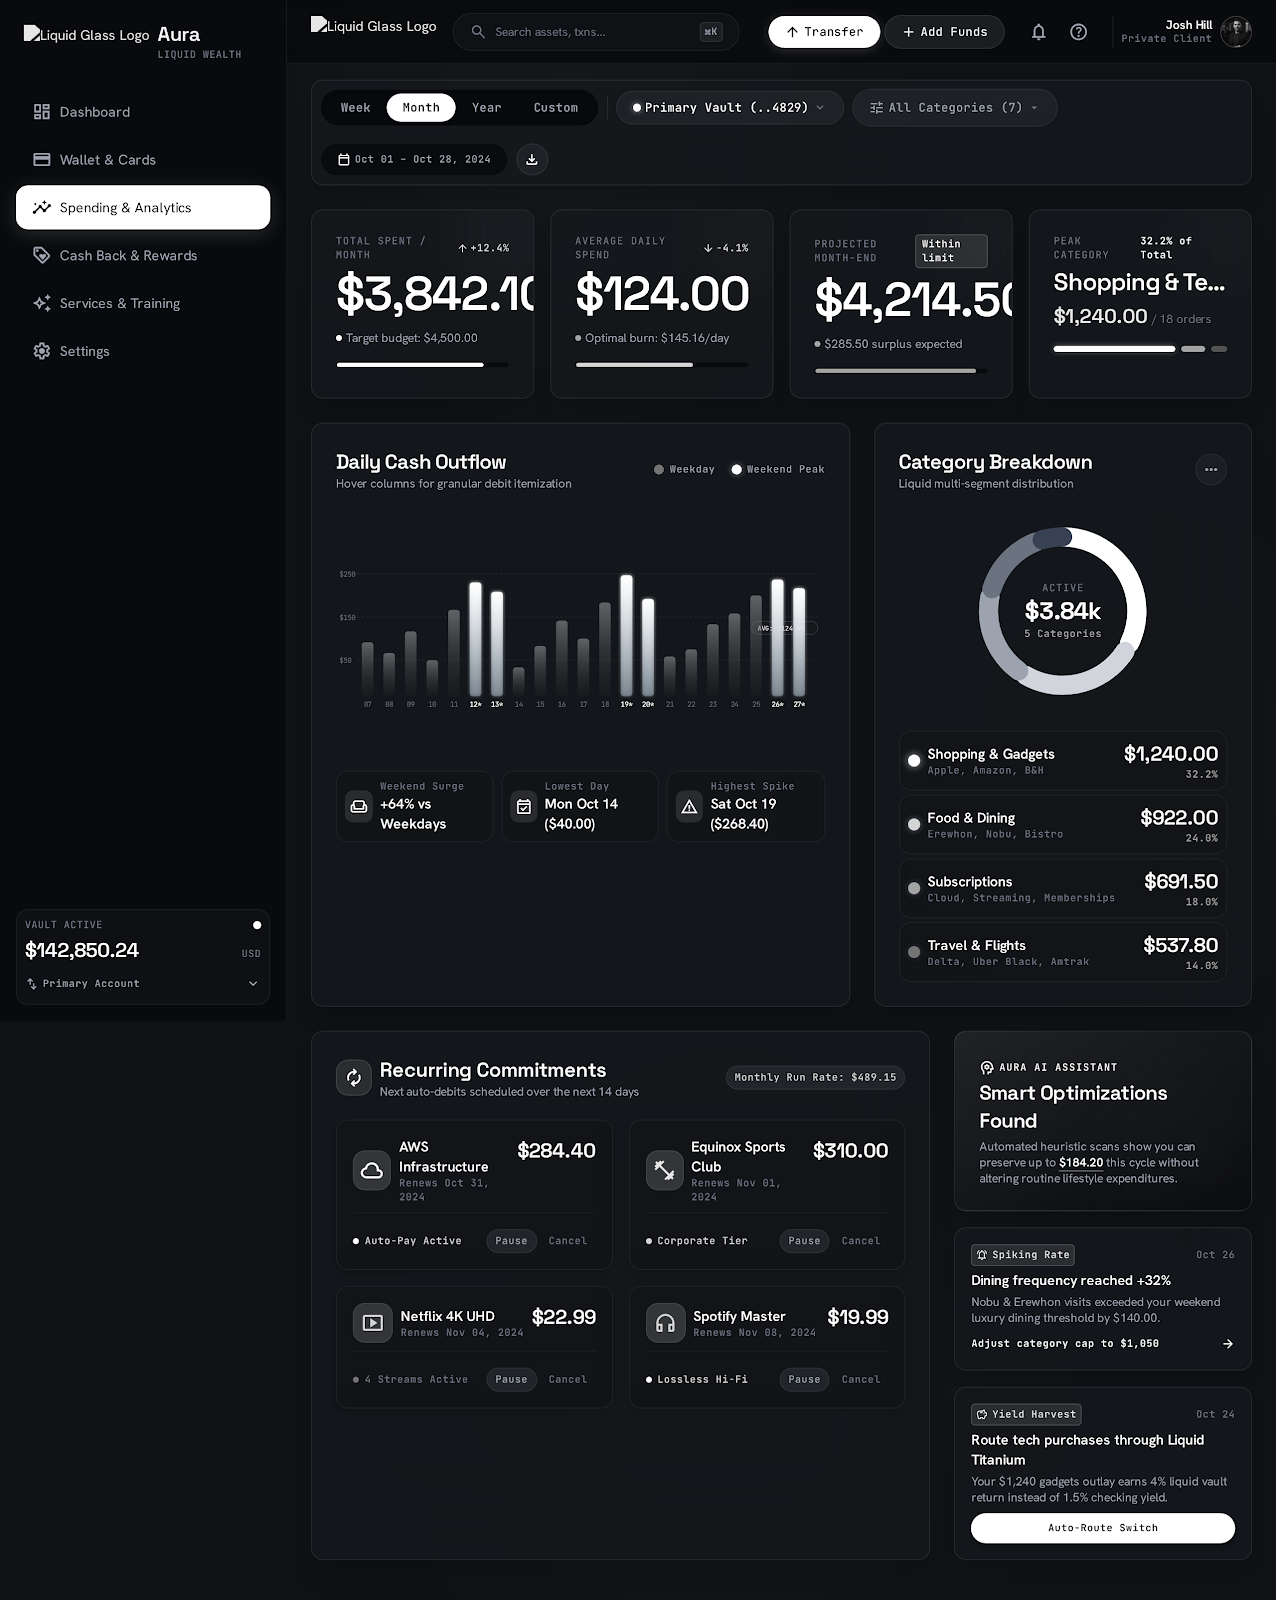 Liquid Glass Logo
Aura
LIQUID WEALTH
Dashboard
Wallet & Cards
Spending & Analytics
Cash Back & Rewards
Services & Training
Settings
VAULT ACTIVE
$142,850.24
USD
Primary Account
Liquid Glass Logo
Search assets, txns...
⌘K
Transfer
Add Funds
Josh Hill
Private Client
Week
Month
Year
Custom
Primary Vault (..4829)
All Categories (7)
Oct 01 – Oct 28, 2024
TOTAL SPENT /
MONTH
+12.4%
$3,842.10
Target budget: $4,500.00
AVERAGE DAILY
SPEND
-4.1%
$124.00
Optimal burn: $145.16/day
PROJECTED
MONTH-END
Within
limit
$4,214.50
$285.50 surplus expected
PEAK
CATEGORY
32.2% of
Total
Shopping & Te...
$1,240.00 / 18 orders
Daily Cash Outflow
Hover columns for granular debit itemization
Weekday
Weekend Peak
$250
$150
$50
AVG:
07 08 09 10 11 12* 13* 14 15 16 17 18 19* 20* 21 22 23 24 25 26* 27*
Weekend Surge
+64% vs
Weekdays
Lowest Day
Mon Oct 14
($40.00)
Highest Spike
Sat Oct 19
($268.40)
Category Breakdown
Liquid multi-segment distribution
ACTIVE
$3.84k
5 Categories
Shopping & Gadgets
Apple, Amazon, B&H
$1,240.00
32.2%
Food & Dining
Erewhon, Nobu, Bistro
$922.00
24.0%
Subscriptions
Cloud, Streaming, Memberships
$691.50
18.0%
Travel & Flights
Delta, Uber Black, Amtrak
$537.80
14.0%
Recurring Commitments
Next auto-debits scheduled over the next 14 days
Monthly Run Rate: $489.15
AWS
Infrastructure
Renews Oct 31,
2024
$284.40
Auto-Pay Active
Pause
Cancel
Equinox Sports
Club
Renews Nov 01,
2024
$310.00
Corporate Tier
Pause
Cancel
Netflix 4K UHD
Renews Nov 04, 2024
$22.99
4 Streams Active
Pause
Cancel
Spotify Master
Renews Nov 08, 2024
$19.99
Lossless Hi-Fi
Pause
Cancel
AURA AI ASSISTANT
Smart Optimizations
Found
Automated heuristic scans show you can
preserve up to $184.20 this cycle without
altering routine lifestyle expenditures.
Spiking Rate
Oct 26
Dining frequency reached +32%
Nobu & Erewhon visits exceeded your weekend
luxury dining threshold by $140.00.
Adjust category cap to $1,050
Yield Harvest
Oct 24
Route tech purchases through Liquid
Titanium
Your $1,240 gadgets outlay earns 4% liquid vault
return instead of 1.5% checking yield.
Auto-Route Switch